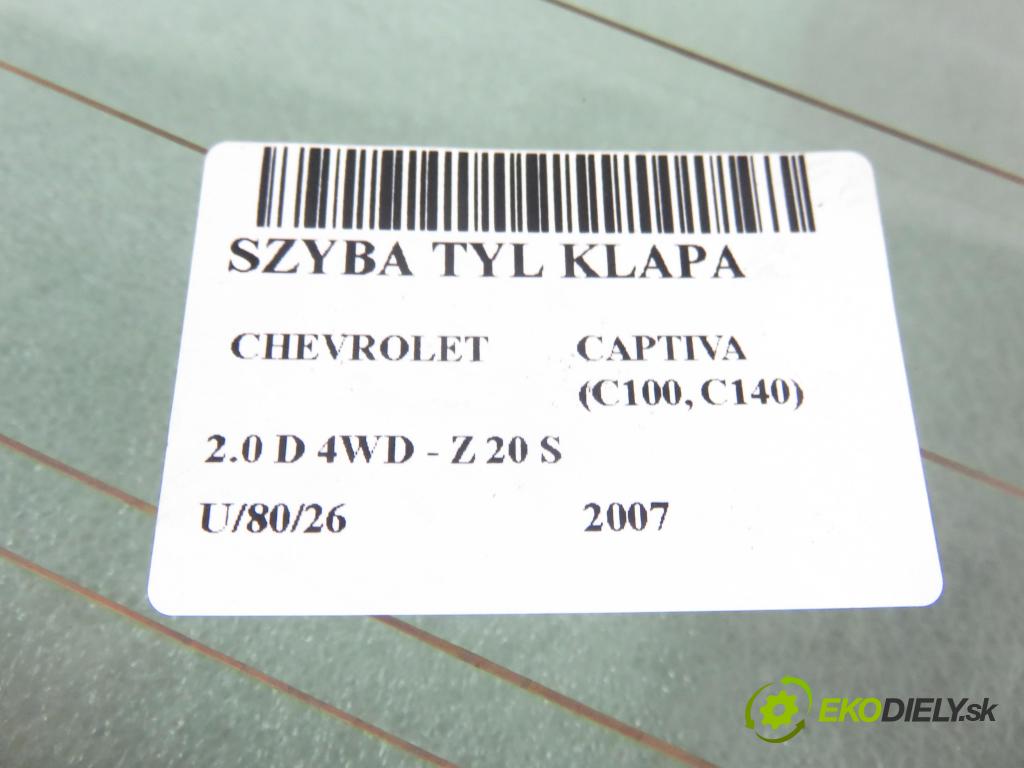 SZYBA TYL KLAPA
CHEVROLET CAPTIVA
(C100, C140)
2.0 D 4WD - Z 20 S
U/80/26 2007
EKODIELY.sk